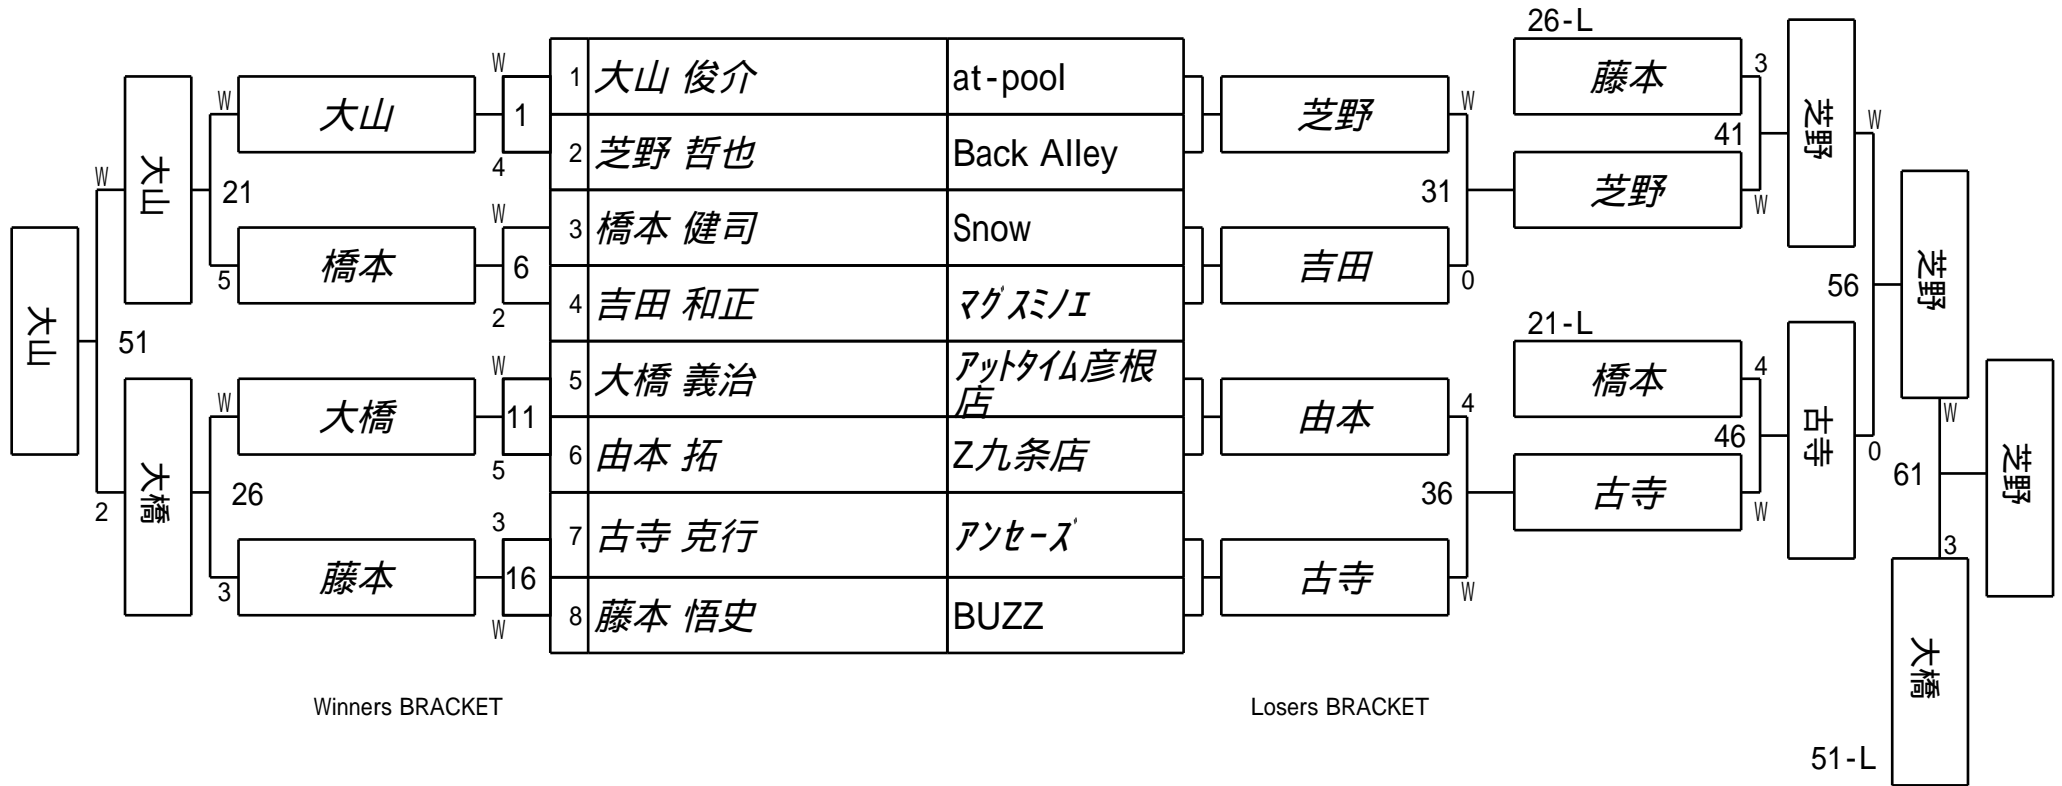 26-L
W
1 大山 俊介 at-pool
大山
W
1
芝野
W
藤本
3
4
2 芝野 哲也 Back Alley
41
芝野
W
大山
W
21
31
芝野
W
W
3 橋本 健司 Snow
橋本
5
6
吉田
0
2
4 吉田 和正 マグスミノエ
56
芝野
大山
51
21-L
W
5 大橋 義治 アットタイム彦根
店
橋本
4
大橋
W
11
由本
4
46
古寺
0
W
5
6 由本 拓 Z九条店
古寺
W
61
芝野
大橋
2
26
36
3
7 古寺 克行 アンセーズ
藤本
3
16
古寺
W
3
W
8 藤本 悟史 BUZZ
大橋
Winners BRACKET
Losers BRACKET
51-L